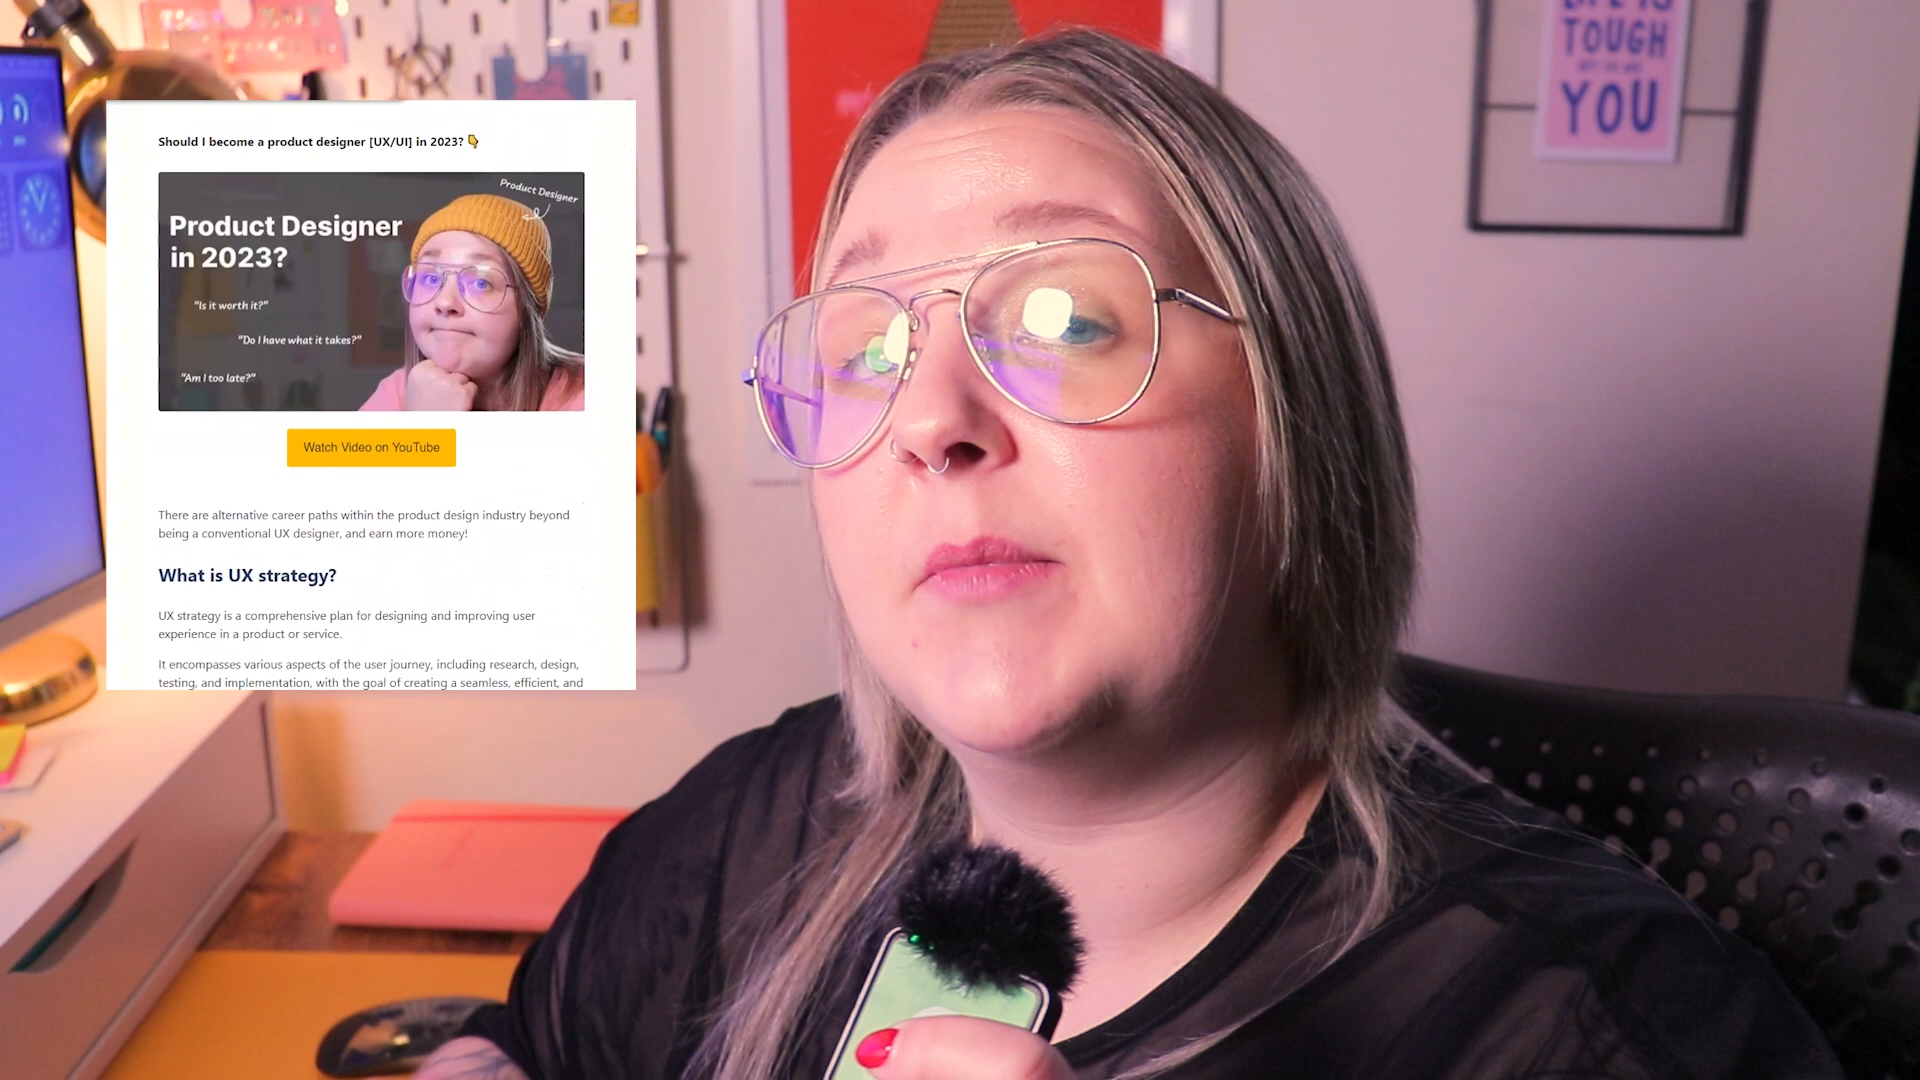 Should I become a product designer [UX/UI] in 2023? 👇
Product Designer
Product Designer
in 2023?
"Is it worth it?"
"Do I have what it takes?"
"Am I too late?"
Watch Video on YouTube
There are alternative career paths within the product design industry beyond
being a conventional UX designer, and earn more money!
What is UX strategy?
UX strategy is a comprehensive plan for designing and improving user
experience in a product or service.
It encompasses various aspects of the user journey, including research, design,
testing, and implementation, with the goal of creating a seamless, efficient, and
LIFE IS
TOUGH
YOU